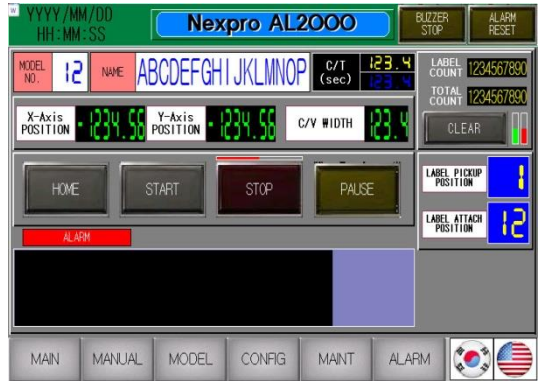 W
YYYY/MM/DD
HH:MM:SS
Nexpro AL2000
BUZZER
STOP
ALARM
RESET
MODEL
NO.
12
NAME
ABCDEFGHIJKLMNOP
C/T
(sec)
123.4
123.4
LABEL
COUNT
1234567890
TOTAL
COUNT
1234567890
X-Axis
POSITION
-1234.56
Y-Axis
POSITION
-1234.56
C/V WIDTH
123.4
CLEAR
HOME
START
STOP
PAUSE
LABEL PICKUP
POSITION
1
LABEL ATTACH
POSITION
12
ALARM
MAIN
MANUAL
MODEL
CONFIG
MAINT
ALARM